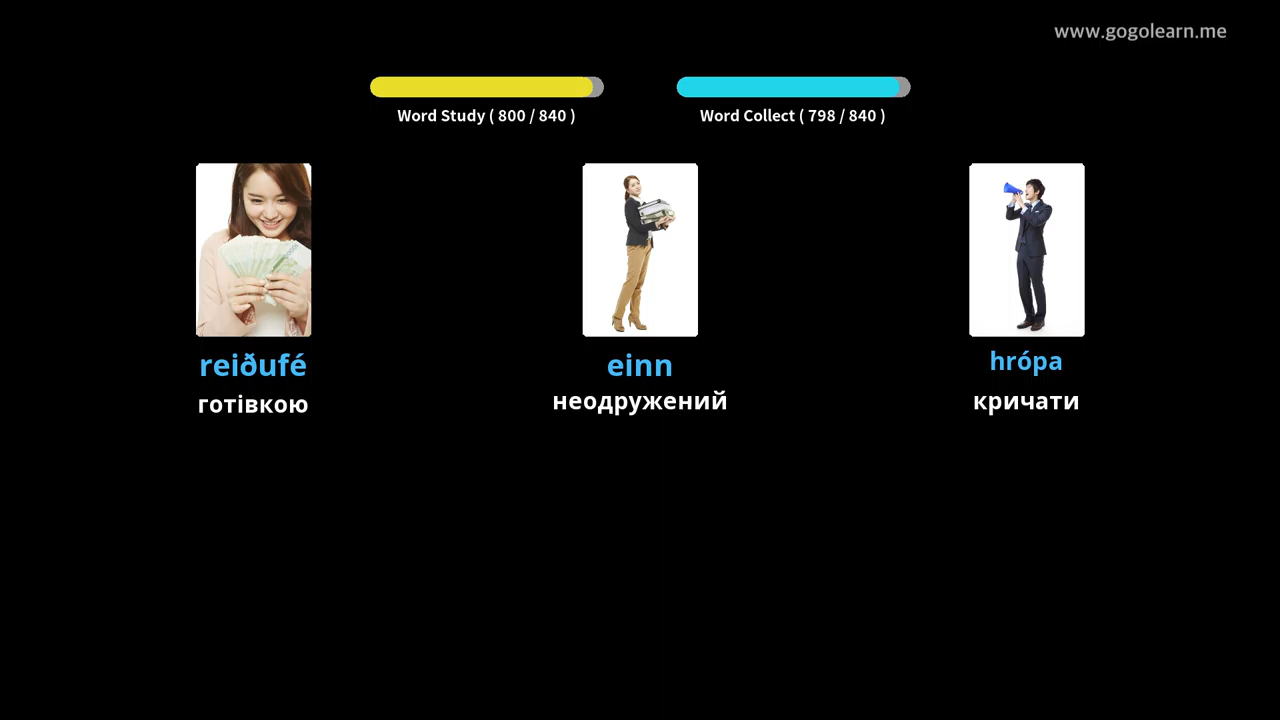 www.gogolearn.me
Word Study ( 800 / 840 )
Word Collect ( 798 / 840 )
reiðufé
einn
hrópa
готівкою
неодружений
кричати